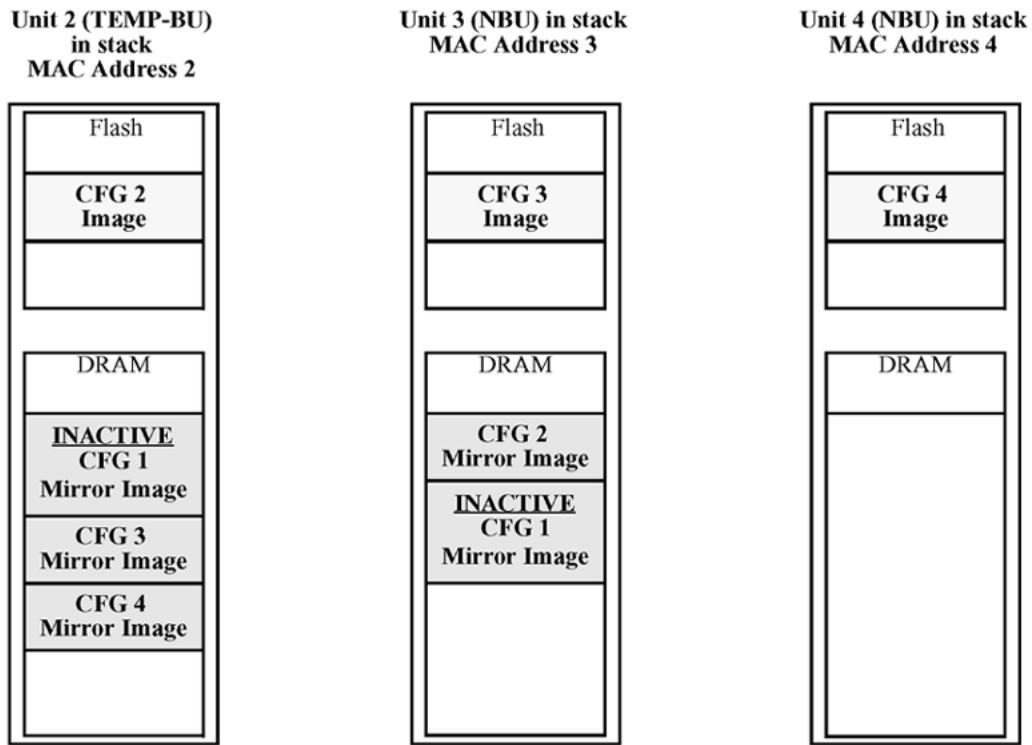 Unit 2 (TEMP-BU)
in stack
MAC Address 2
Flash
CFG 2
Image
DRAM
INACTIVE
CFG 1
Mirror Image
CFG 3
Mirror Image
CFG 4
Mirror Image
Unit 3 (NBU) in stack
MAC Address 3
Flash
CFG 3
Image
DRAM
CFG 2
Mirror Image
INACTIVE
CFG 1
Mirror Image
Unit 4 (NBU) in stack
MAC Address 4
Flash
CFG 4
Image
DRAM